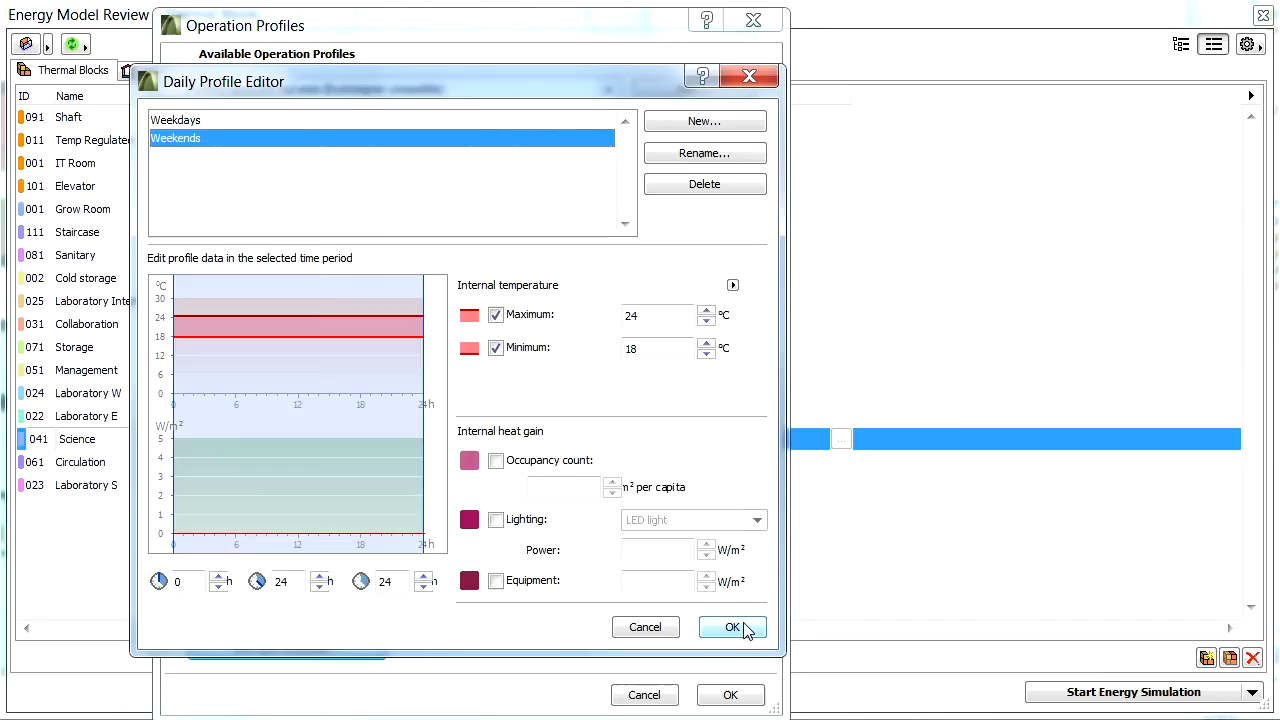 Energy Model Review
Operation Profiles
?
Available Operation Profiles
Thermal Blocks
Daily Profile Editor
?
ID Name
091 Shaft
011 Temp Regulate
001 IT Room
101 Elevator
001 Grow Room
111 Staircase
081 Sanitary
002 Cold storage
025 Laboratory Inte
031 Collaboration
071 Storage
051 Management
024 Laboratory W
022 Laboratory E
041 Science
061 Circulation
023 Laboratory S
Weekdays
Weekends
New...
Rename...
Delete
Edit profile data in the selected time period
°C
30
24
18
12
6
0
0 6 12 18 24 h
W/m²
5
4
3
2
1
0
0 6 12 18 24 h
0 h 24 h 24 h
Internal temperature
Maximum: 24 °C
Minimum: 18 °C
Internal heat gain
Occupancy count:
m² per capita
Lighting: LED light
Power: W/m²
Equipment: W/m²
Cancel OK
...
Cancel OK
Start Energy Simulation